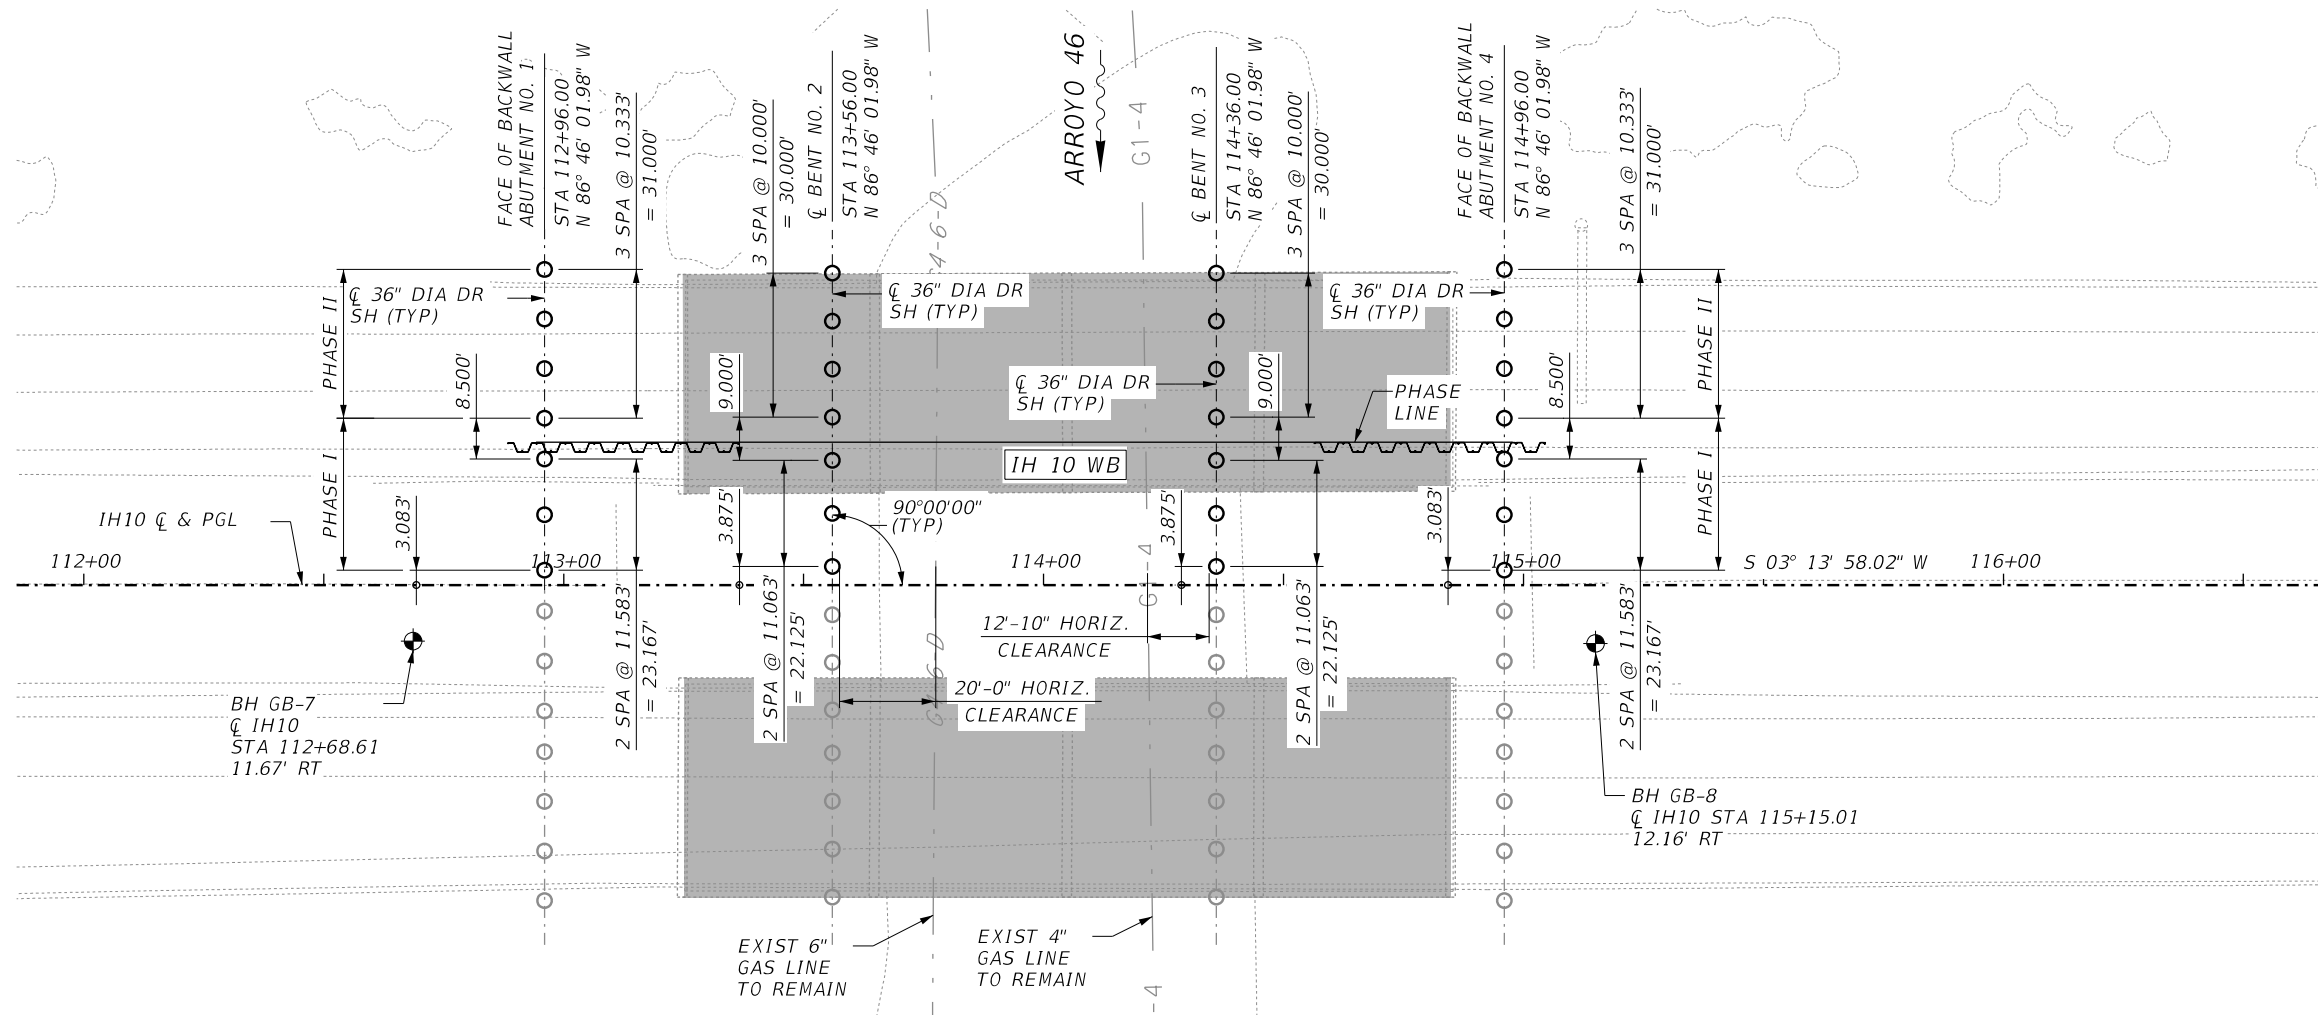 FACE OF BACKWALL
ABUTMENT NO. 1
STA 112+96.00
N 86° 46' 01.98" W
3 SPA @ 10.333'
= 31.000'
3 SPA @ 10.000'
= 30.000'
℄ BENT NO. 2
STA 113+56.00
N 86° 46' 01.98" W
ARROYO 46
G1-4
℄ BENT NO. 3
STA 114+36.00
N 86° 46' 01.98" W
3 SPA @ 10.000'
= 30.000'
FACE OF BACKWALL
ABUTMENT NO. 4
STA 114+96.00
N 86° 46' 01.98" W
3 SPA @ 10.333'
= 31.000'
℄ 36" DIA DR
SH (TYP)
℄ 36" DIA DR
SH (TYP)
℄ 36" DIA DR
SH (TYP)
℄ 36" DIA DR
SH (TYP)
PHASE II
PHASE II
8.500'
9.000'
9.000'
8.500'
PHASE
LINE
IH 10 WB
PHASE I
PHASE I
IH10 ℄ & PGL
3.083'
3.875'
90°00'00"
(TYP)
3.875'
3.083'
112+00
113+00
114+00
115+00
S 03° 13' 58.02" W
116+00
2 SPA @ 11.583'
= 23.167'
2 SPA @ 11.063'
= 22.125'
12'-10" HORIZ.
CLEARANCE
20'-0" HORIZ.
CLEARANCE
2 SPA @ 11.063'
= 22.125'
2 SPA @ 11.583'
= 23.167'
BH GB-7
℄ IH10
STA 112+68.61
11.67' RT
BH GB-8
℄ IH10 STA 115+15.01
12.16' RT
EXIST 6"
GAS LINE
TO REMAIN
EXIST 4"
GAS LINE
TO REMAIN
-4